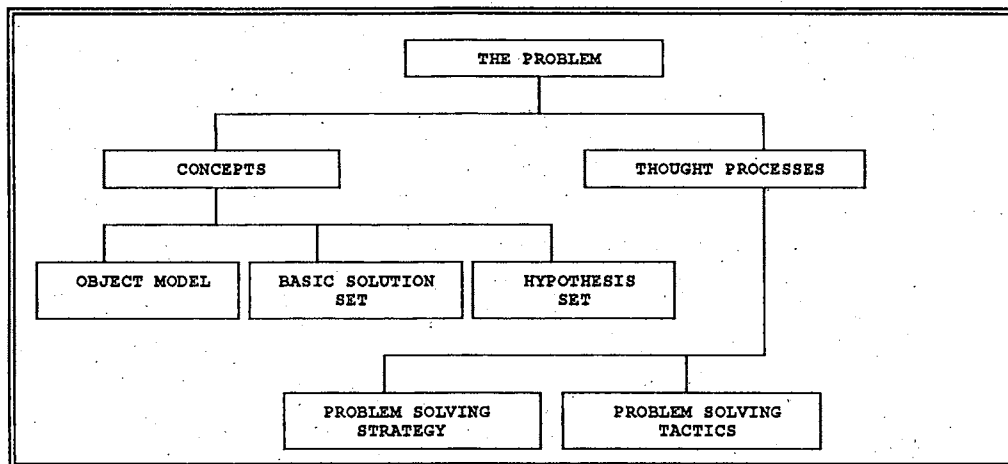 THE PROBLEM
CONCEPTS
THOUGHT PROCESSES
OBJECT MODEL
BASIC SOLUTION
SET
HYPOTHESIS
SET
PROBLEM SOLVING
STRATEGY
PROBLEM SOLVING
TACTICS